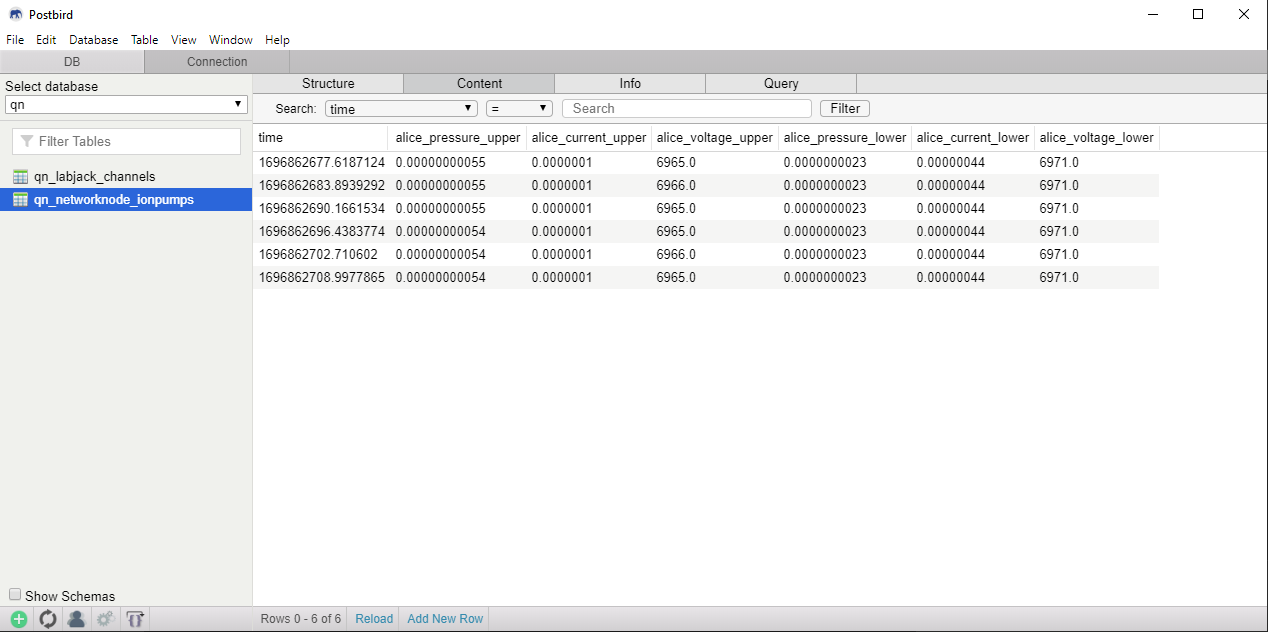 Postbird
File Edit Database Table View Window Help
DB Connection
Select database
qn
Filter Tables
qn_labjack_channels
qn_networknode_ionpumps
Structure Content Info Query
Search: time = Search Filter
time alice_pressure_upper alice_current_upper alice_voltage_upper alice_pressure_lower alice_current_lower alice_voltage_lower
1696862677.6187124 0.00000000055 0.0000001 6965.0 0.0000000023 0.00000044 6971.0
1696862683.8939292 0.00000000055 0.0000001 6966.0 0.0000000023 0.00000044 6971.0
1696862690.1661534 0.00000000055 0.0000001 6965.0 0.0000000023 0.00000044 6971.0
1696862696.4383774 0.00000000054 0.0000001 6965.0 0.0000000023 0.00000044 6971.0
1696862702.710602 0.00000000054 0.0000001 6966.0 0.0000000023 0.00000044 6971.0
1696862708.9977865 0.00000000054 0.0000001 6965.0 0.0000000023 0.00000044 6971.0
Show Schemas
Rows 0 - 6 of 6 Reload Add New Row